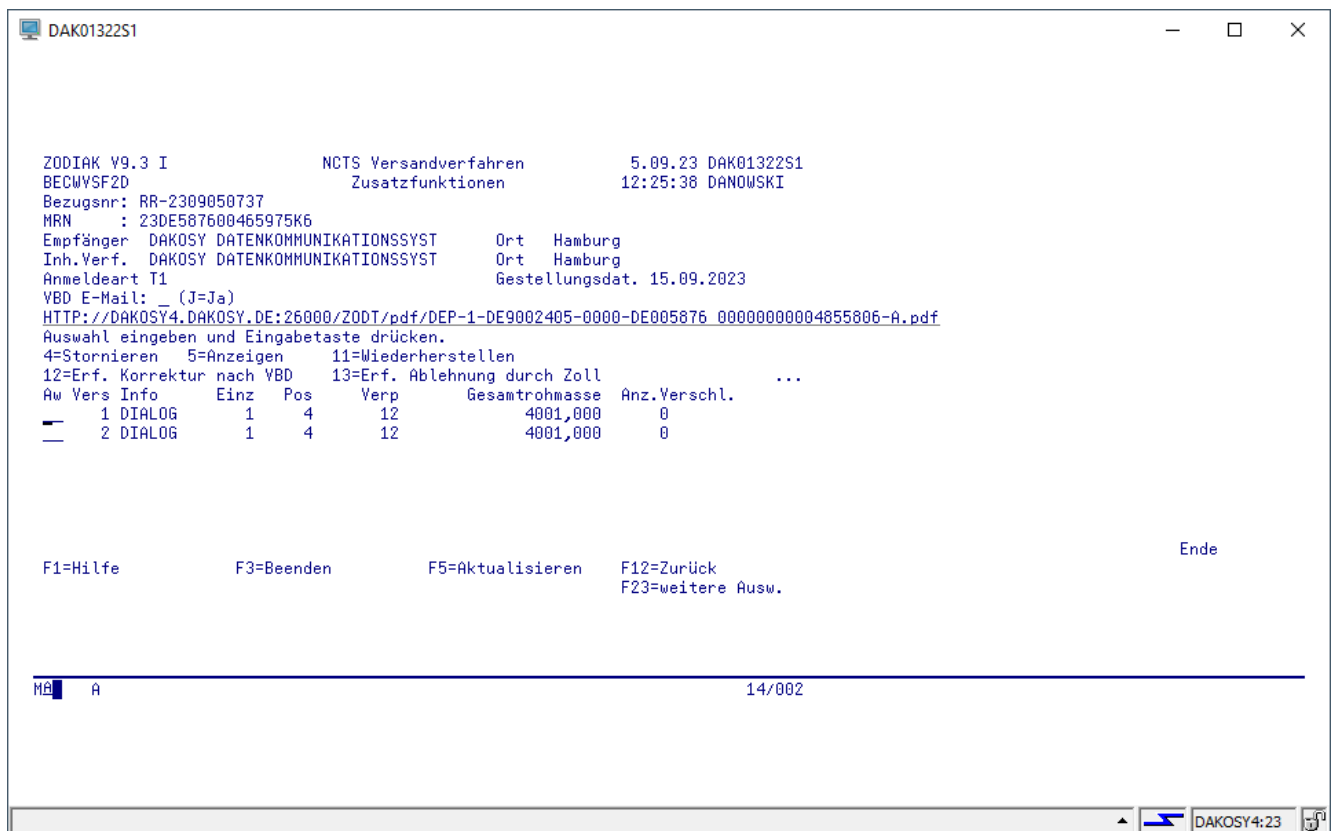 DAK01322S1
ZODIAK V9.3 I NCTS Versandverfahren 5.09.23 DAK01322S1
BECWVSF2D Zusatzfunktionen 12:25:38 DANOWSKI
Bezugsnr: RR-2309050737
MRN : 23DE587600465975K6
Empfänger DAKOSY DATENKOMMUNIKATIONSSYST Ort Hamburg
Inh.Verf. DAKOSY DATENKOMMUNIKATIONSSYST Ort Hamburg
Anmeldeart T1 Gestellungsdat. 15.09.2023
VBD E-Mail: _ (J=Ja)
HTTP://DAKOSY4.DAKOSY.DE:26000/ZODT/pdf/DEP-1-DE9002405-0000-DE005876_00000000004855806-A.pdf
Auswahl eingeben und Eingabetaste drücken.
4=Stornieren 5=Anzeigen 11=Wiederherstellen
12=Erf. Korrektur nach VBD 13=Erf. Ablehnung durch Zoll ...
Aw Vers Info Einz Pos Verp Gesamtrohmasse Anz.Verschl.
__ 1 DIALOG 1 4 12 4001,000 0
__ 2 DIALOG 1 4 12 4001,000 0
Ende
F1=Hilfe F3=Beenden F5=Aktualisieren F12=Zurück
F23=weitere Ausw.
MA A 14/002
DAKOSY4:23